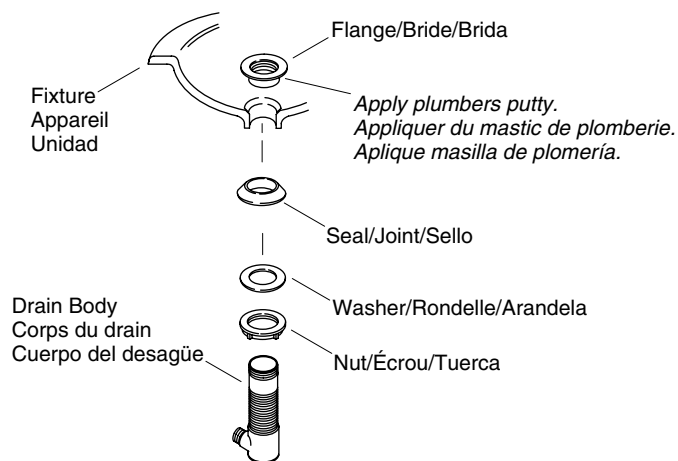 Flange/Bride/Brida
Fixture
Appareil
Unidad
Apply plumbers putty.
Appliquer du mastic de plomberie.
Aplique masilla de plomería.
Seal/Joint/Sello
Washer/Rondelle/Arandela
Drain Body
Corps du drain
Cuerpo del desagüe
Nut/Écrou/Tuerca